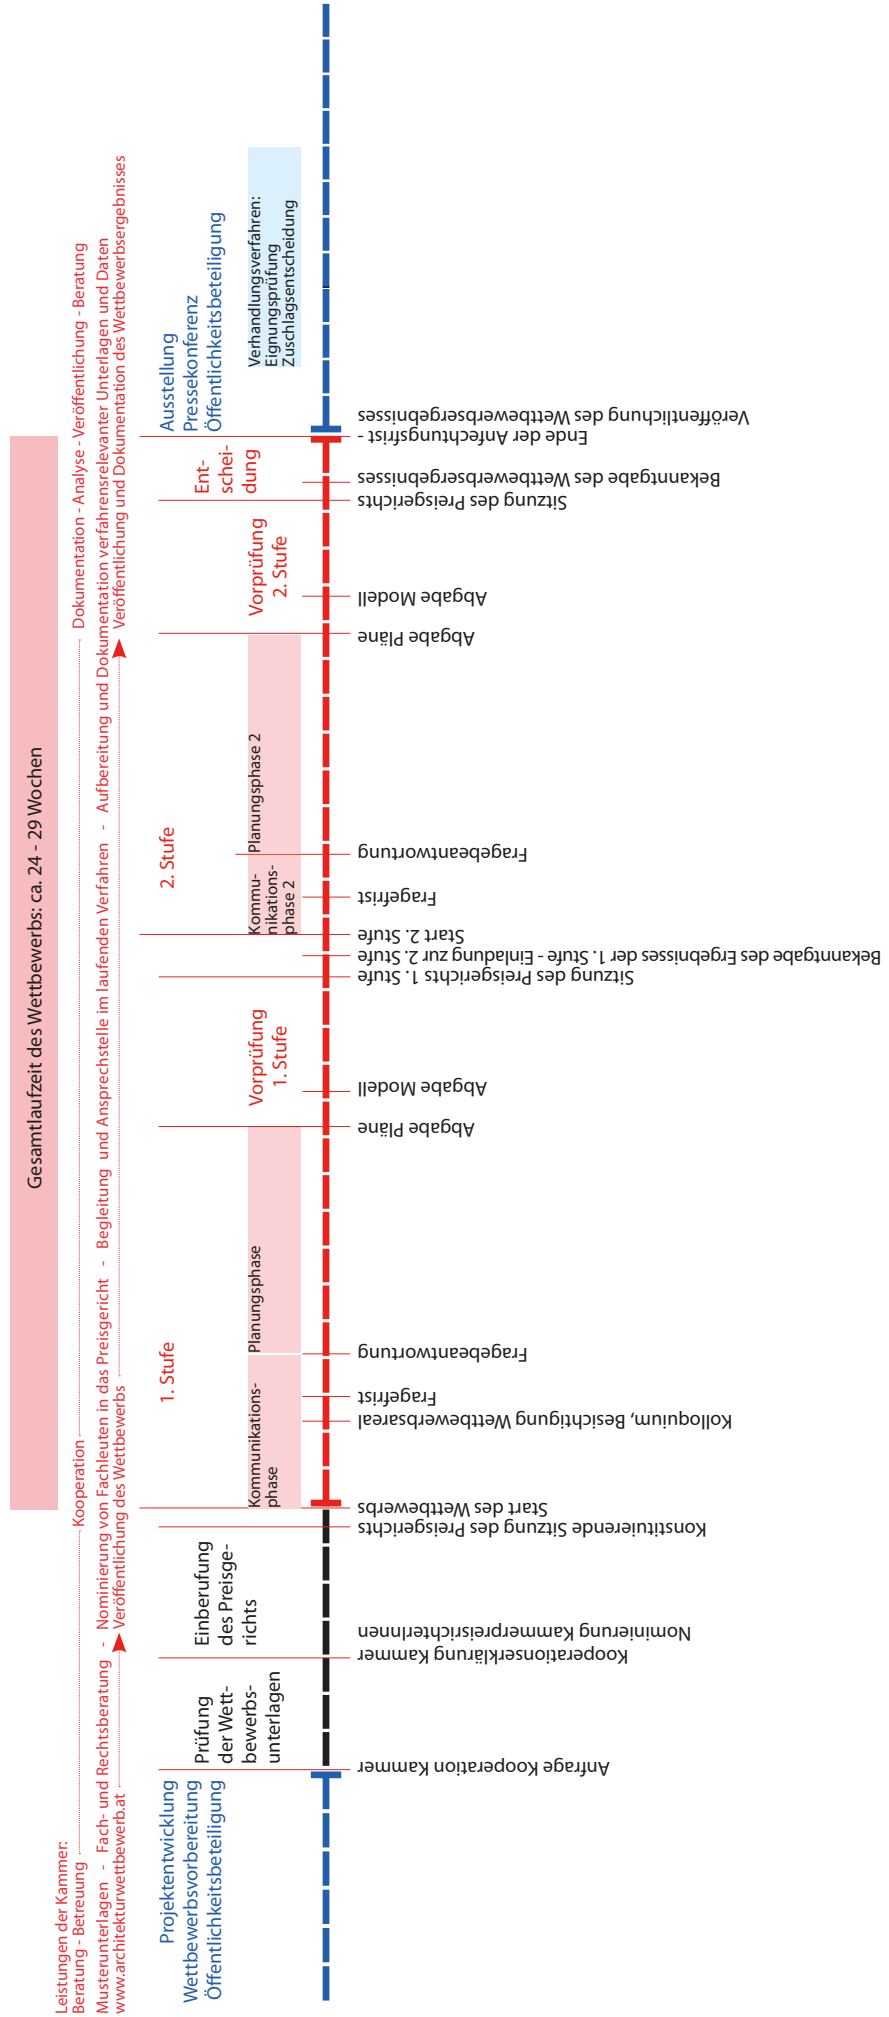 Gesamtlaufzeit des Wettbewerbs: ca. 24 - 29 Wochen
Leistungen der Kammer:
Beratung - Betreuung Kooperation Dokumentation - Analyse - Veröffentlichung - Beratung
Musterunterlagen - Fach- und Rechtsberatung - Nominierung von Fachleuten in das Preisgericht - Begleitung und Ansprechstelle im laufenden Verfahren - Aufbereitung und Dokumentation verfahrensrelevanter Unterlagen und Daten
www.architekturwettbewerb.at Veröffentlichung des Wettbewerbs Veröffentlichung und Dokumentation des Wettbewerbsergebnisses
Projektentwicklung
Wettbewerbsvorbereitung
Öffentlichkeitsbeteiligung
Prüfung
der Wett-
bewerbs-
unterlagen
Einberufung
des Preisge-
richts
1. Stufe
Kommunikations-
phase
Planungsphase
Vorprüfung
1. Stufe
2. Stufe
Kommu-
nikations-
phase 2
Planungsphase 2
Vorprüfung
2. Stufe
Ent-
schei-
dung
Ausstellung
Pressekonferenz
Öffentlichkeitsbeteiligung
Verhandlungsverfahren:
Eignungsprüfung
Zuschlagsentscheidung
Anfrage Kooperation Kammer
Kooperationserklärung Kammer
Nominierung KammerpreisrichterInnen
Konstituierende Sitzung des Preisgerichts
Start des Wettbewerbs
Kolloquium, Besichtigung Wettbewerbsareal
Fragefrist
Fragebeantwortung
Abgabe Pläne
Abgabe Modell
Sitzung des Preisgerichts 1. Stufe
Bekanntgabe des Ergebnisses der 1. Stufe - Einladung zur 2. Stufe
Start 2. Stufe
Fragefrist
Fragebeantwortung
Abgabe Pläne
Abgabe Modell
Sitzung des Preisgerichts
Bekanntgabe des Wettbewerbsergebnisses
Ende der Anfechtungsfrist -
Veröffentlichung des Wettbewerbsergebnisses